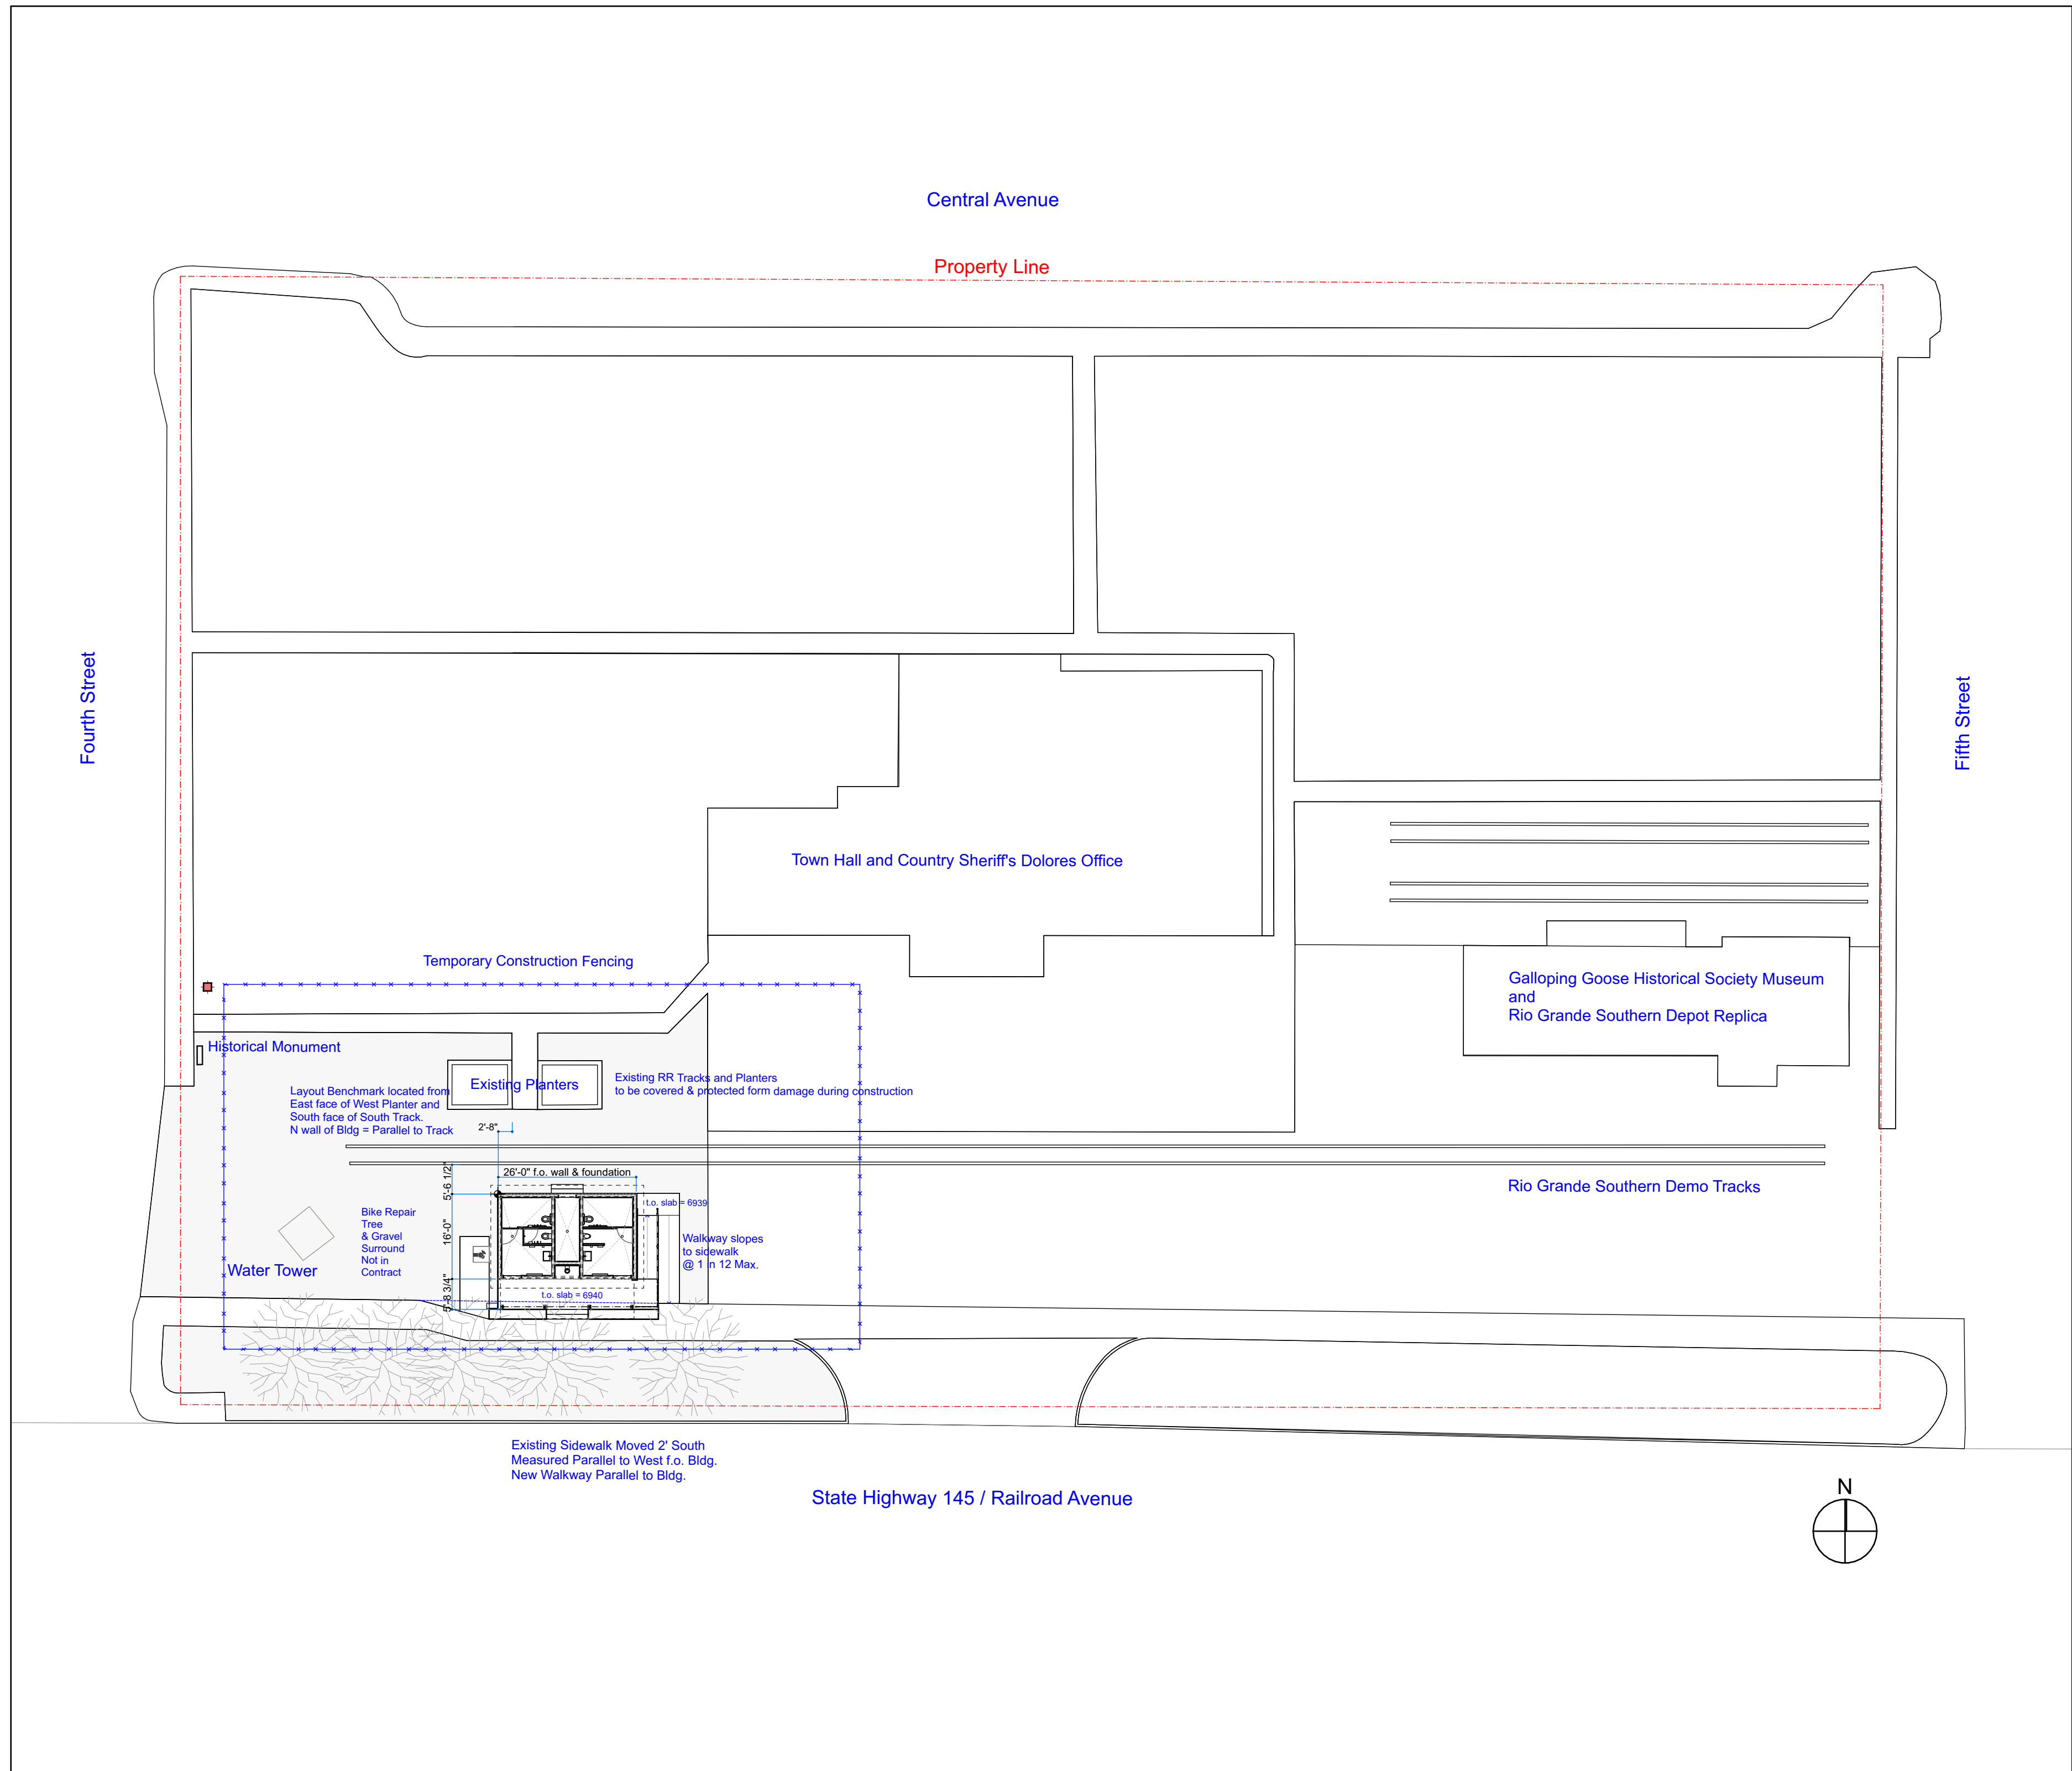 Central Avenue
Property Line
Fourth Street
Fifth Street
Town Hall and Country Sheriff's Dolores Office
Temporary Construction Fencing
Galloping Goose Historical Society Museum
and
Rio Grande Southern Depot Replica
Historical Monument
Existing Planters
Existing RR Tracks and Planters
to be covered & protected form damage during construction
Layout Benchmark located from
East face of West Planter and
South face of South Track.
N wall of Bldg = Parallel to Track
2'-8"
26'-0" f.o. wall & foundation
5'-6 1/2"
16'-0"
5'-8 3/4"
Rio Grande Southern Demo Tracks
t.o. slab = 6939
Bike Repair
Tree
& Gravel
Surround
Not in
Contract
Walkway slopes
to sidewalk
@ 1 in 12 Max.
Water Tower
t.o. slab = 6940
Existing Sidewalk Moved 2' South
Measured Parallel to West f.o. Bldg.
New Walkway Parallel to Bldg.
State Highway 145 / Railroad Avenue
N